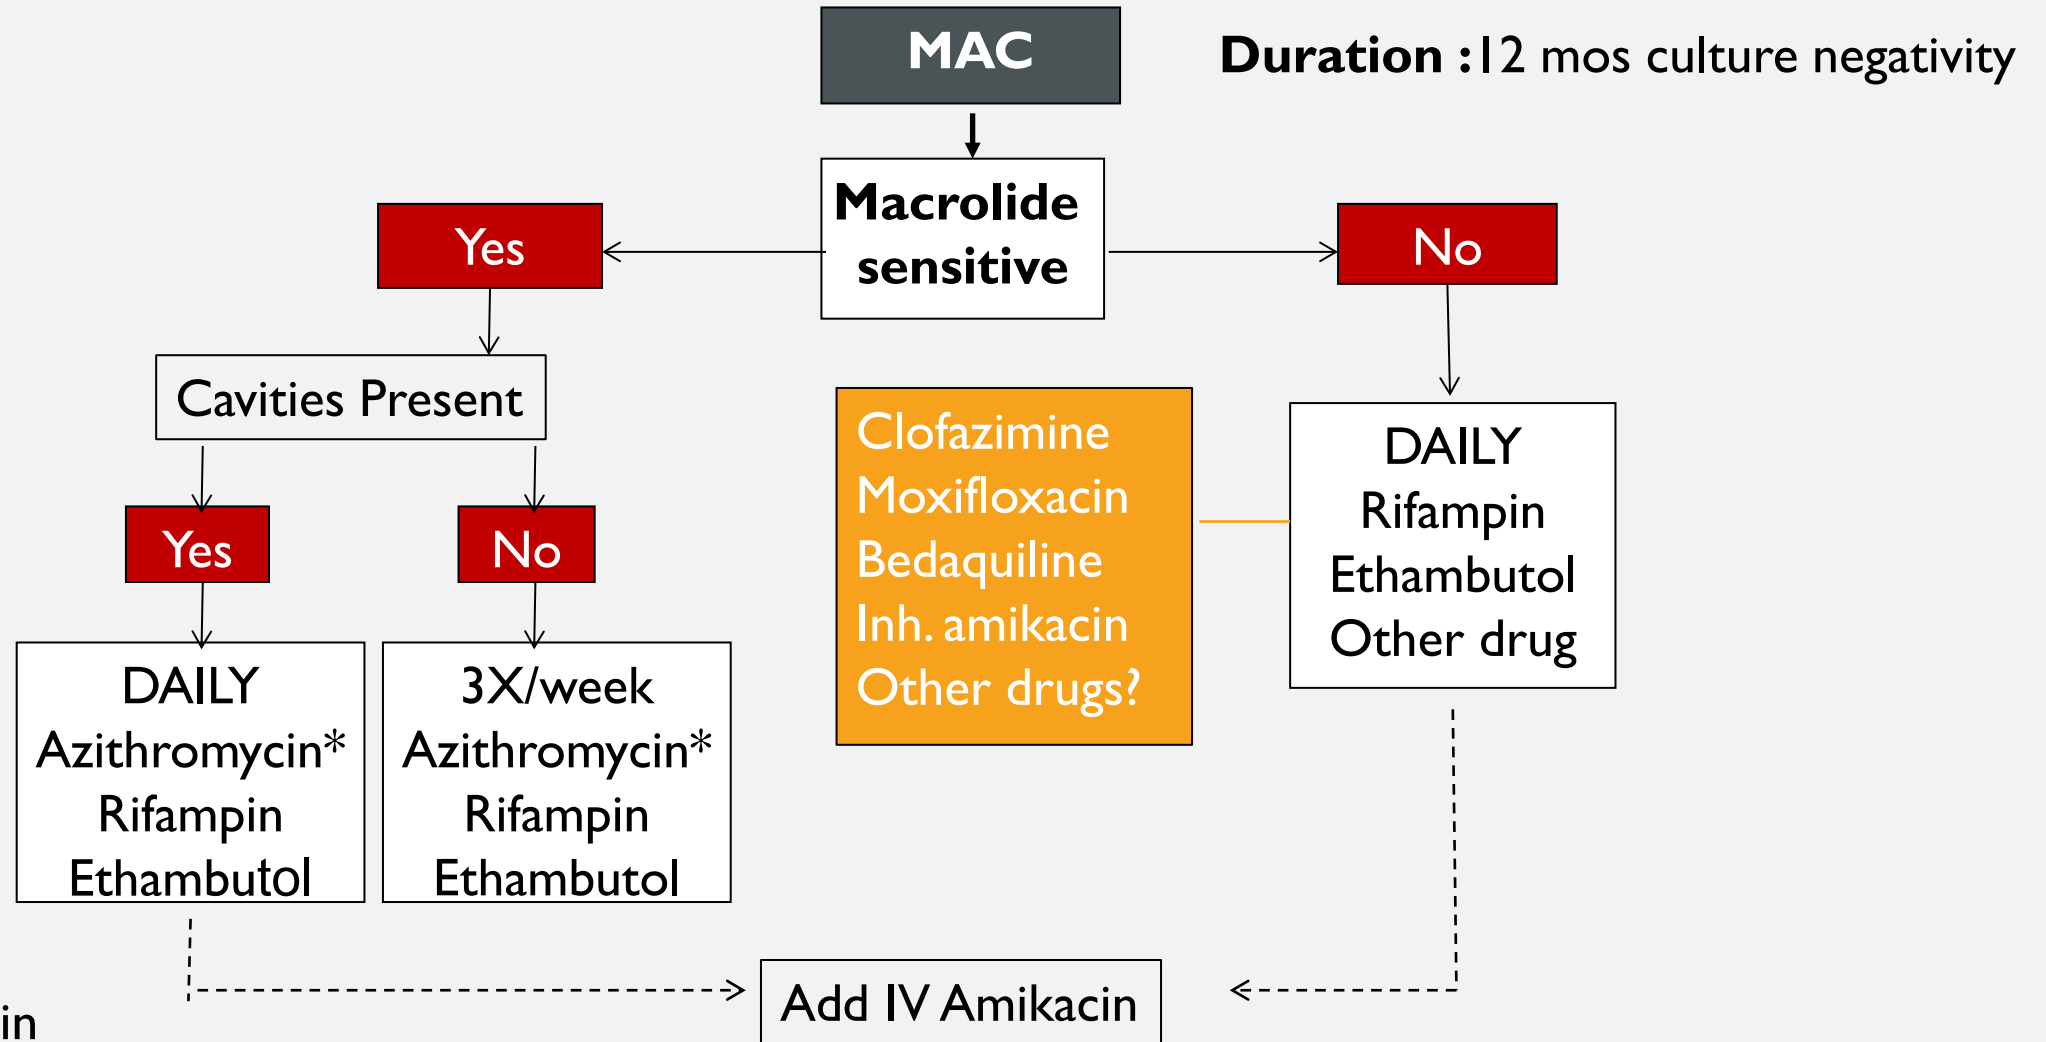 MAC
Duration :12 mos culture negativity
Macrolide
sensitive
Yes
No
Cavities Present
Yes
No
DAILY
Azithromycin*
Rifampin
Ethambutol
3X/week
Azithromycin*
Rifampin
Ethambutol
Clofazimine
Moxifloxacin
Bedaquiline
Inh. amikacin
Other drugs?
DAILY
Rifampin
Ethambutol
Other drug
Add IV Amikacin
in